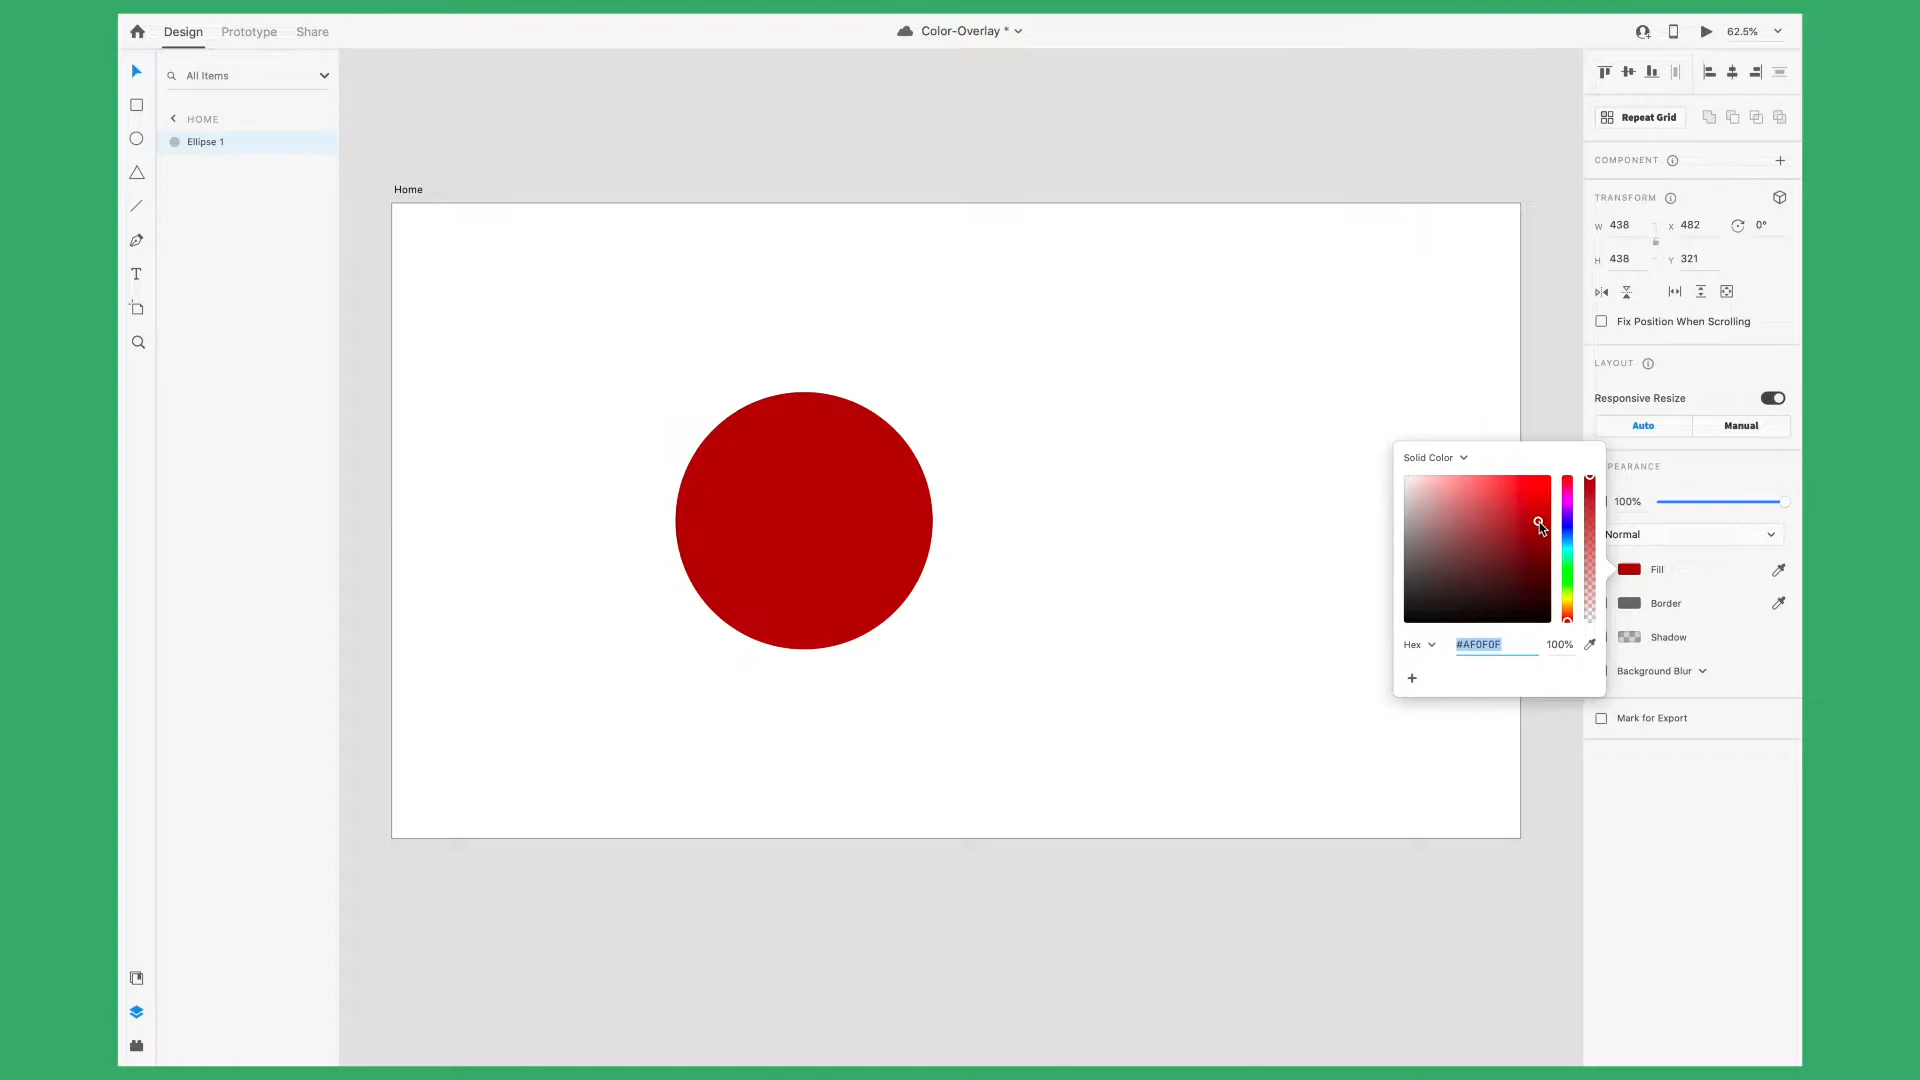 Design Prototype Share
Color-Overlay *
62.5%
All Items
HOME
Ellipse 1
Home
Repeat Grid
COMPONENT
TRANSFORM
W 438 X 482 0°
H 438 Y 321
Fix Position When Scrolling
LAYOUT
Responsive Resize
Auto Manual
PEARANCE
100%
Normal
Fill
Border
Shadow
Background Blur
Mark for Export
Solid Color
Hex #AF0F0F 100%